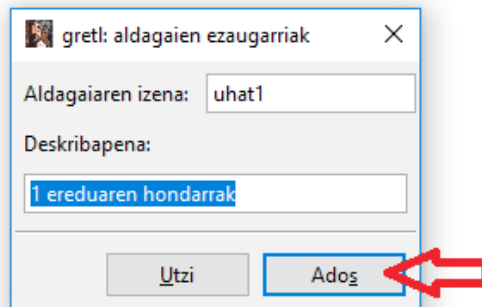 gretl: aldagaien ezaugarriak
Aldagaiaren izena: uhat1
Deskribapena:
1 ereduaren hondarrak
Utzi Ados